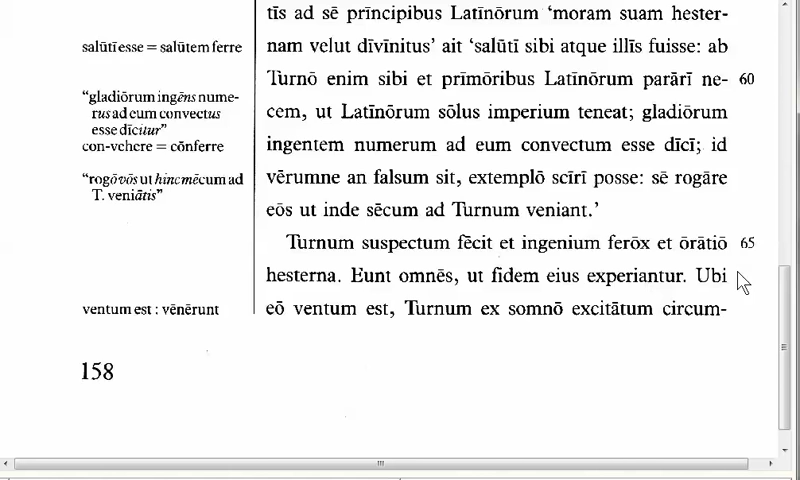 tīs ad sē prīncipibus Latīnōrum ‘moram suam hester-
salūtī esse = salūtem ferre
nam velut dīvīnitus’ ait ‘salūtī sibi atque illīs fuisse: ab
Turnō enim sibi et prīmōribus Latīnōrum parārī ne-
60
“gladiōrum ingēns nume-
rus ad eum convectus
esse dīcitur”
con-vehere = cōnferre
cem, ut Latīnōrum sōlus imperium teneat; gladiōrum
ingentem numerum ad eum convectum esse dīcī; id
“rogō vōs ut hinc mēcum ad
T. veniātis”
vērumne an falsum sit, extemplō scīrī posse: sē rogāre
eōs ut inde sēcum ad Turnum veniant.’
Turnum suspectum fēcit et ingenium ferōx et ōrātiō
65
hesterna. Eunt omnēs, ut fidem eius experiantur. Ubi
ventum est : vēnērunt
eō ventum est, Turnum ex somnō excitātum circum-
158